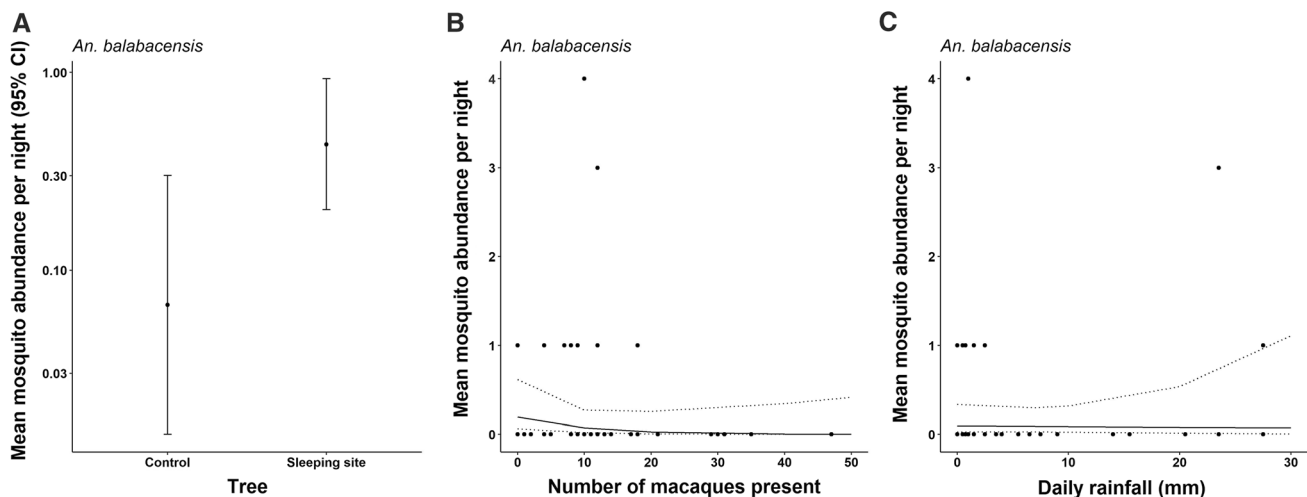 A
An. balabacensis
Mean mosquito abundance per night (95% CI)
1.00
0.30
0.10
0.03
Control Sleeping site
Tree
B
An. balabacensis
Mean mosquito abundance per night
4
3
2
1
0
0 10 20 30 40 50
Number of macaques present
C
An. balabacensis
Mean mosquito abundance per night
4
3
2
1
0
0 10 20 30
Daily rainfall (mm)